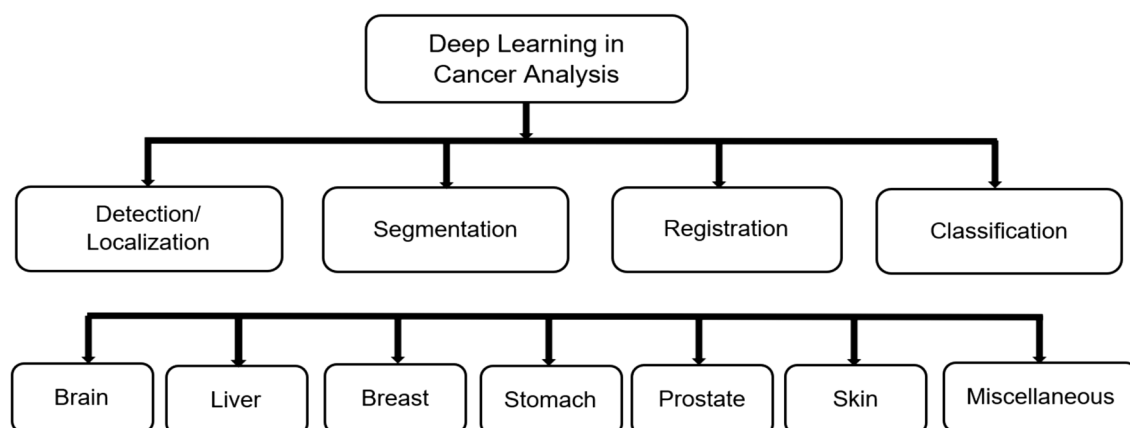 Deep Learning in
Cancer Analysis
Detection/
Localization
Segmentation
Registration
Classification
Brain
Liver
Breast
Stomach
Prostate
Skin
Miscellaneous